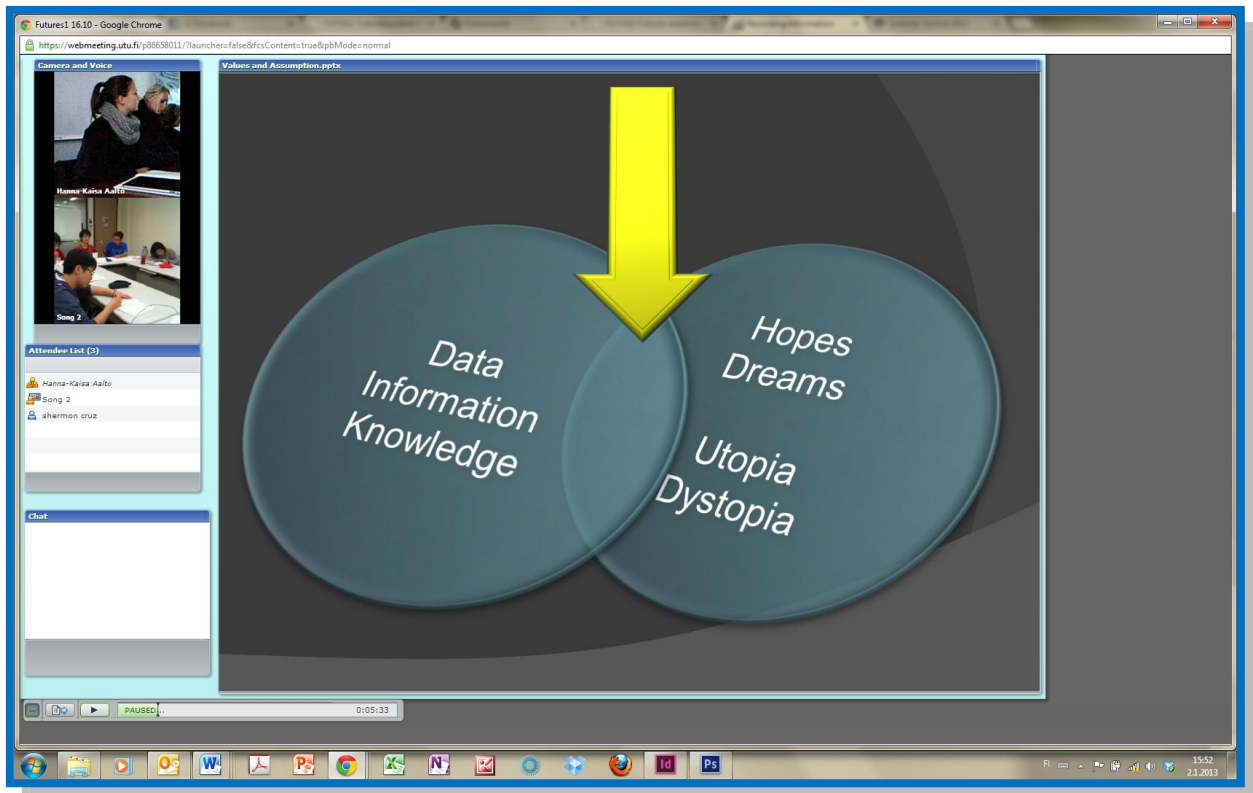 Futures1 16.10 - Google Chrome
https://webmeeting.utu.fi/p86658011/?launcher=false&fcsContent=true&pbMode=normal
Camera and Voice
Hanna-Kaisa Aalto
Song 2
Attendee List (3)
Hanna-Kaisa Aalto
Song 2
shermon cruz
Chat
Values and Assumption.pptx
Data
Information
Knowledge
Hopes
Dreams
Utopia
Dystopia
PAUSED...
0:05:33
FI
15:52
2.1.2013